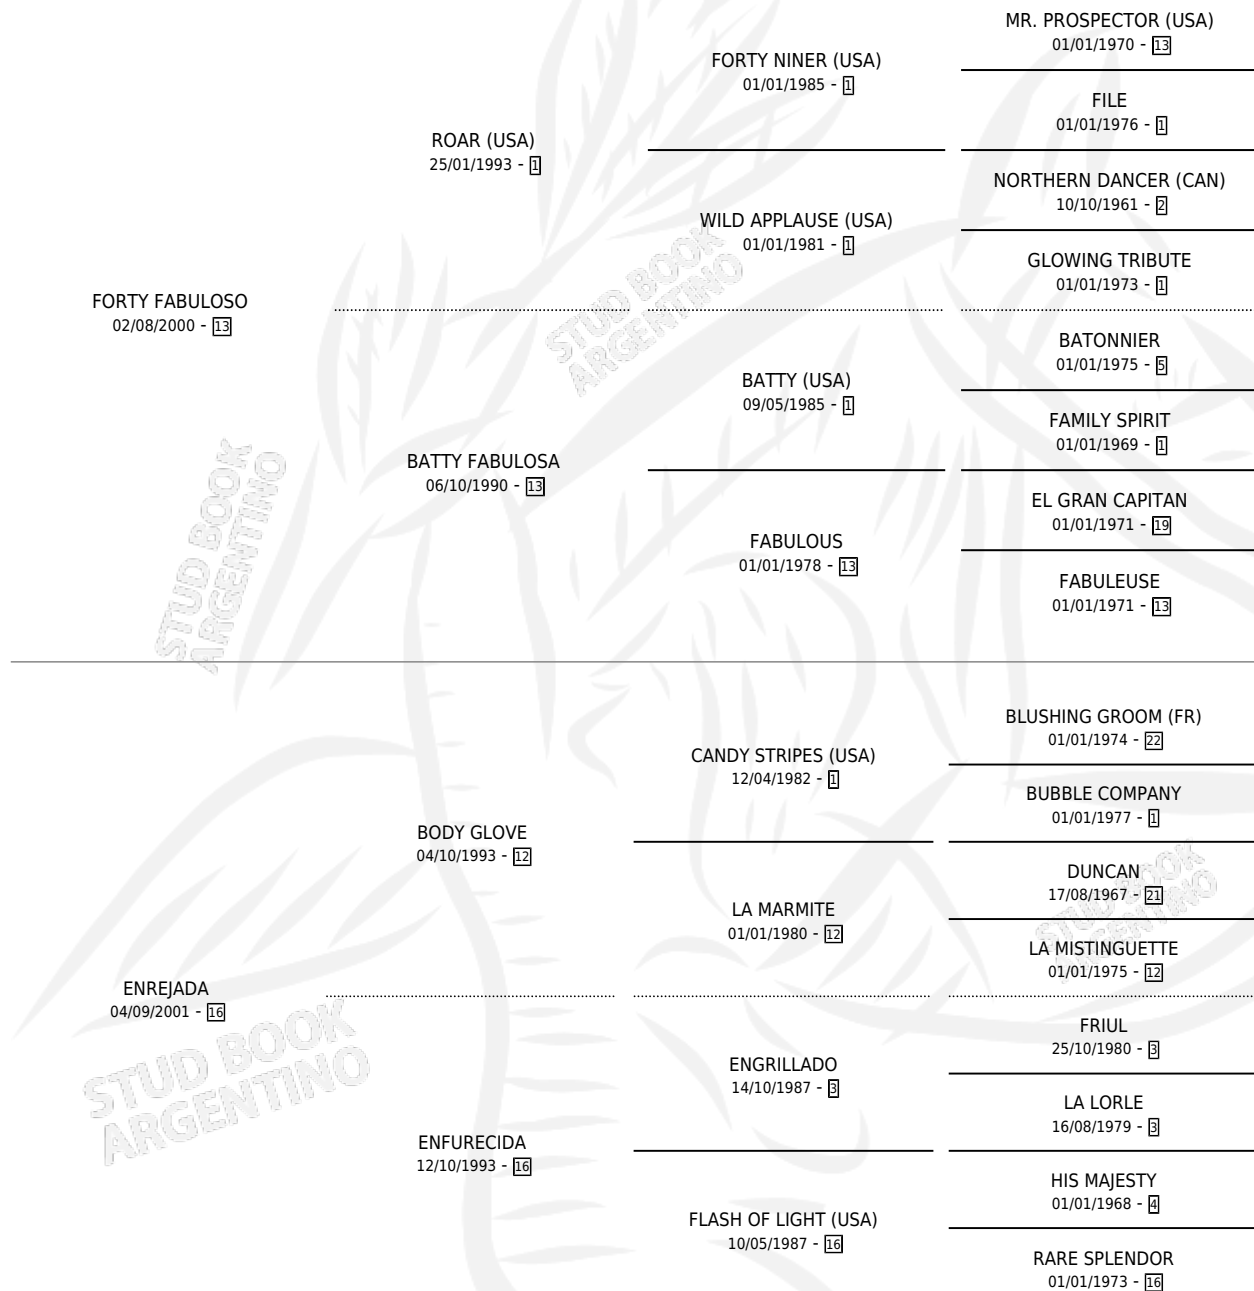 MR. PROSPECTOR (USA)
01/01/1970 - 13
FORTY NINER (USA)
01/01/1985 - 1
FILE
01/01/1976 - 1
ROAR (USA)
25/01/1993 - 1
NORTHERN DANCER (CAN)
10/10/1961 - 2
WILD APPLAUSE (USA)
01/01/1981 - 1
GLOWING TRIBUTE
01/01/1973 - 1
FORTY FABULOSO
02/08/2000 - 13
BATONNIER
01/01/1975 - 5
BATTY (USA)
09/05/1985 - 1
FAMILY SPIRIT
01/01/1969 - 1
BATTY FABULOSA
06/10/1990 - 13
EL GRAN CAPITAN
01/01/1971 - 19
FABULOUS
01/01/1978 - 13
FABULEUSE
01/01/1971 - 13
BLUSHING GROOM (FR)
01/01/1974 - 22
CANDY STRIPES (USA)
12/04/1982 - 1
BUBBLE COMPANY
01/01/1977 - 1
BODY GLOVE
04/10/1993 - 12
DUNCAN
17/08/1967 - 21
LA MARMITE
01/01/1980 - 12
LA MISTINGUETTE
01/01/1975 - 12
ENREJADA
04/09/2001 - 16
FRIUL
25/10/1980 - 3
ENGRILLADO
14/10/1987 - 3
LA LORLE
16/08/1979 - 3
ENFURECIDA
12/10/1993 - 16
HIS MAJESTY
01/01/1968 - 4
FLASH OF LIGHT (USA)
10/05/1987 - 16
RARE SPLENDOR
01/01/1973 - 16
STUD BOOK
ARGENTINO
STUD BOOK
ARGENTINO
STUD BOOK
ARGENTINO
STUD BOOK
ARGENTINO